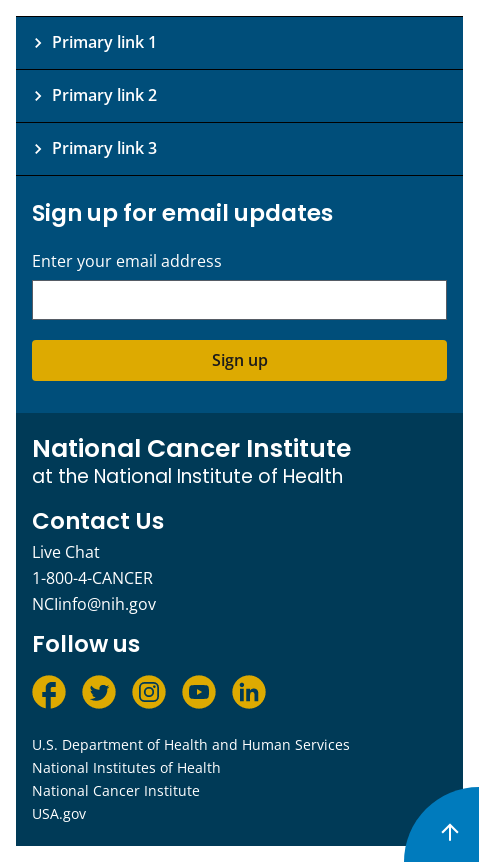 Primary link 1
Primary link 2
Primary link 3
Sign up for email updates
Enter your email address
Sign up
National Cancer Institute
at the National Institute of Health
Contact Us
Live Chat
1-800-4-CANCER
NCIinfo@nih.gov
Follow us
U.S. Department of Health and Human Services
National Institutes of Health
National Cancer Institute
USA.gov